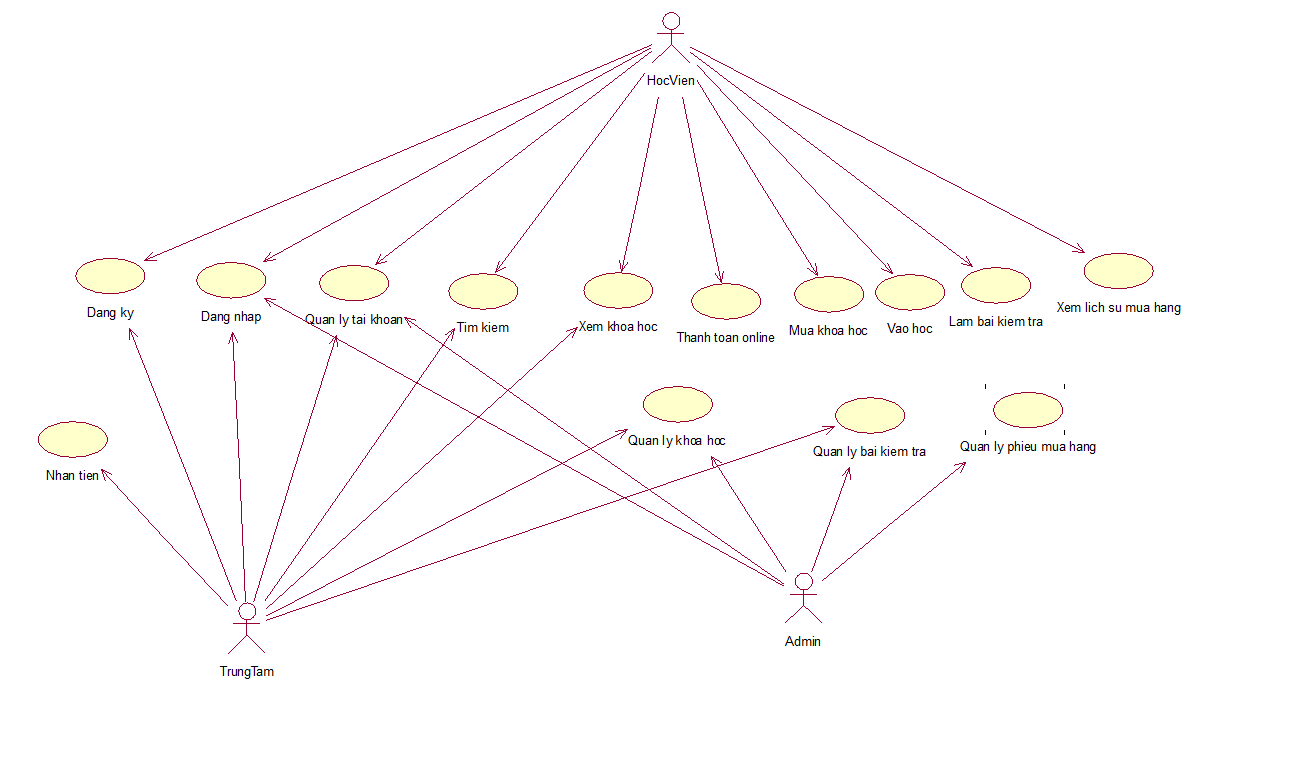 HocVien
Dang ky
Dang nhap
Quan ly tai khoan
Tim kiem
Xem khoa hoc
Thanh toan online
Mua khoa hoc
Vao hoc
Lam bai kiem tra
Xem lich su mua hang
Nhan tien
Quan ly khoa hoc
Quan ly bai kiem tra
Quan ly phieu mua hang
TrungTam
Admin